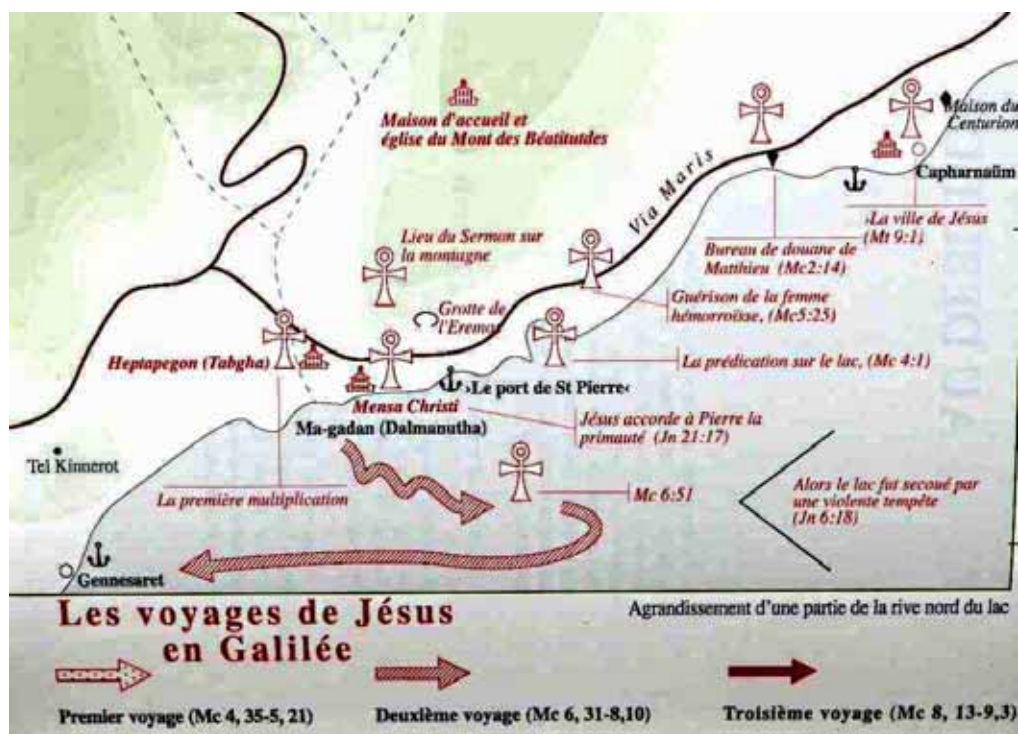 Maison d'accueil et
église du Mont des Béatitutdes
Maison du
Centurion
Via Maris
Capharnaüm
›La ville de Jésus
(Mt 9:1)
Lieu du Sermon sur
la montagne
Bureau de douane de
Matthieu (Mc2:14)
Grotte de
l'Eremos
Guérison de la femme
hémorroïsse, (Mc5:25)
Heptapegon (Tabgha)
La prédication sur le lac, (Mc 4:1)
›Le port de St Pierre‹
Mensa Christi
Ma-gadan (Dalmanutha)
Jésus accorde à Pierre la
primauté (Jn 21:17)
Tel Kinnerot
La première multiplication
Mc 6:51
Alors le lac fut secoué par
une violente tempête
(Jn 6:18)
Gennesaret
Les voyages de Jésus
en Galilée
Agrandissement d'une partie de la rive nord du lac
Premier voyage (Mc 4, 35-5, 21)
Deuxième voyage (Mc 6, 31-8,10)
Troisième voyage (Mc 8, 13-9,3)